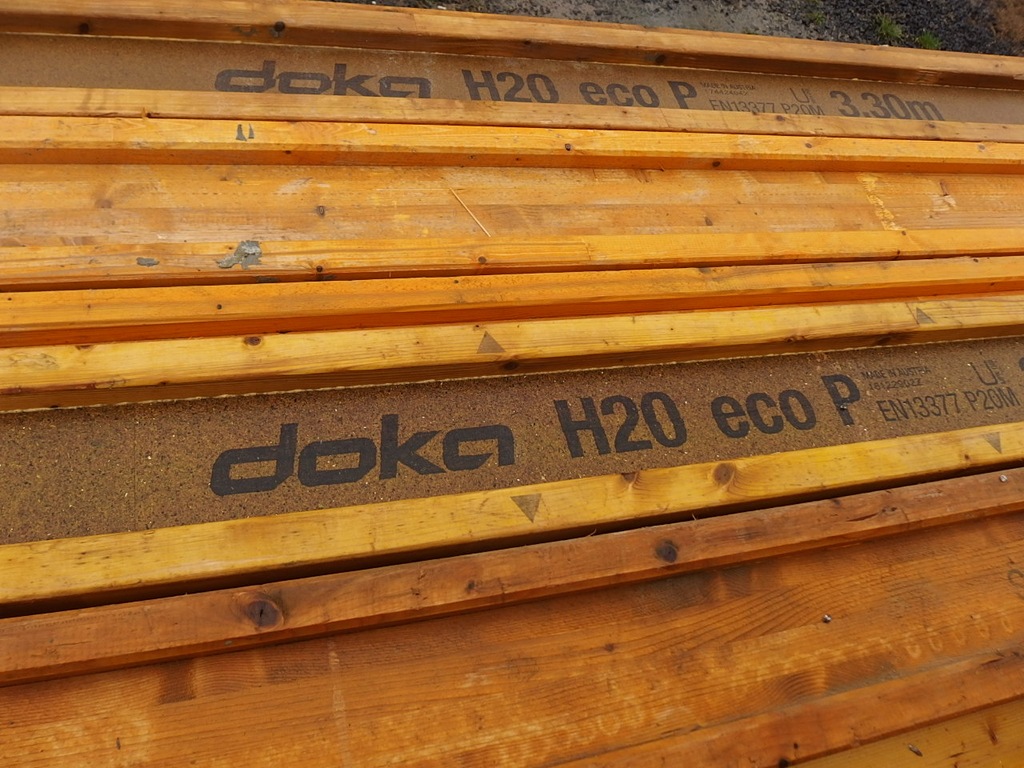 doka H20 eco P MADE IN AUSTRIA EN13377 P20M Ü 3.30m
doka H20 eco P MADE IN AUSTRIA EN13377 P20M Ü